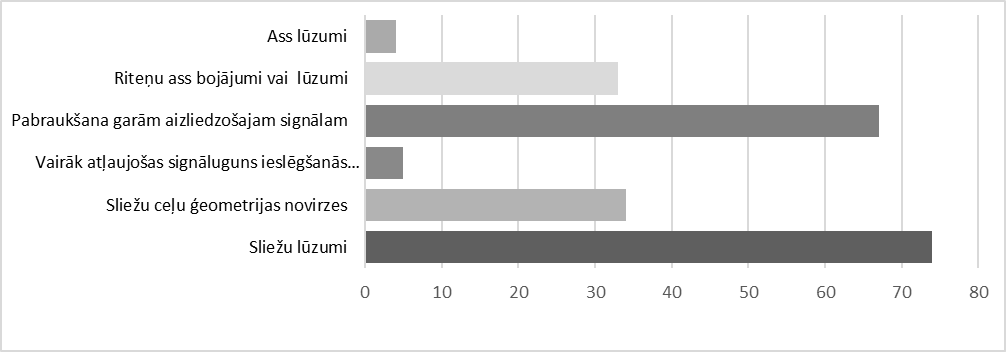 Ass lūzumi
Riteņu ass bojājumi vai  lūzumi
Pabraukšana garām aizliedzošajam signālam
Vairāk atļaujošas signāluguns ieslēgšanās...
Sliežu ceļu ģeometrijas novirzes
Sliežu lūzumi
0 10 20 30 40 50 60 70 80